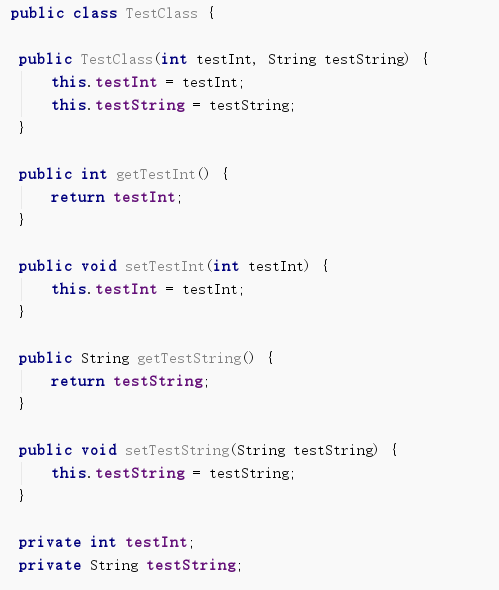 public class TestClass {
public TestClass(int testInt, String testString) {
this.testInt = testInt;
this.testString = testString;
}
public int getTestInt() {
return testInt;
}
public void setTestInt(int testInt) {
this.testInt = testInt;
}
public String getTestString() {
return testString;
}
public void setTestString(String testString) {
this.testString = testString;
}
private int testInt;
private String testString;